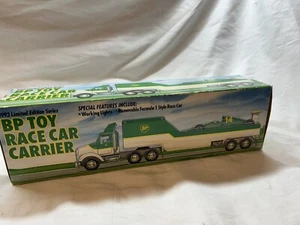 1993 Limited Edition Series
BP TOY
RACE CAR
CARRIER
SPECIAL FEATURES INCLUDE:
•Working Lights •Removable Formula 1 Style Race Car